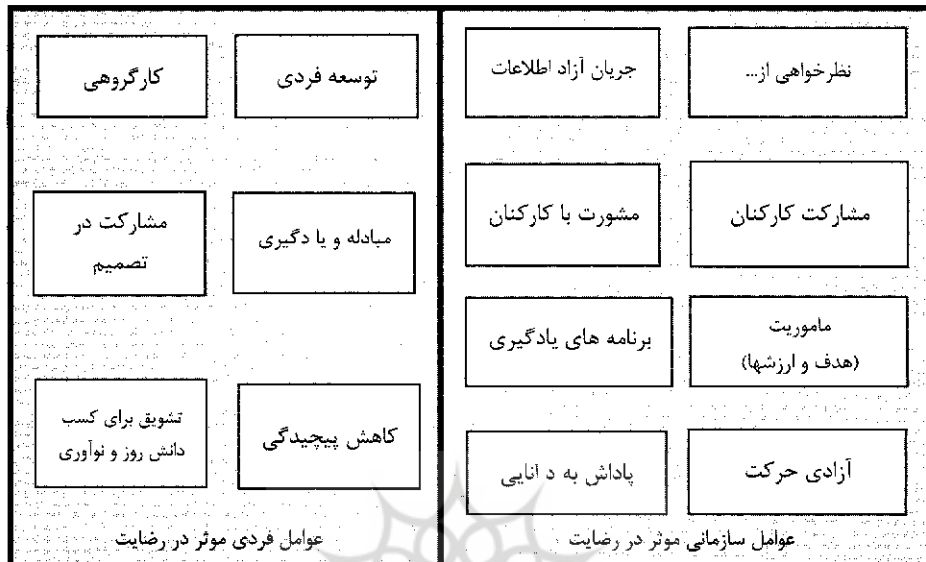 نظرخواهی از...
جریان آزاد اطلاعات
مشارکت کارکنان
مشورت با کارکنان
ماموریت
(هدف و ارزشها)
برنامه های یادگیری
آزادی حرکت
پاداش به د انایی
عوامل سازمانی موثر در رضایت
توسعه فردی
کارگروهی
مبادله و یا دگیری
مشارکت در
تصمیم
کاهش پیچیدگی
تشویق برای کسب
دانش روز و نوآوری
عوامل فردی موثر در رضایت